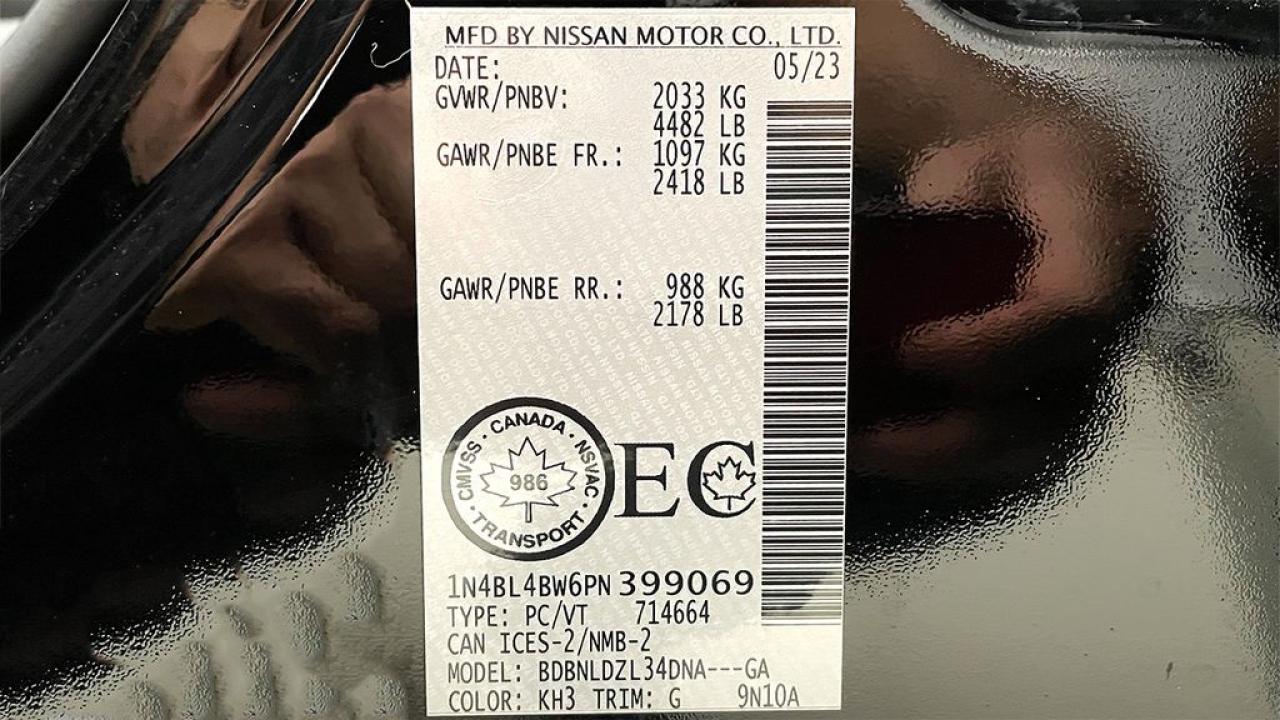 MFD BY NISSAN MOTOR CO., LTD.
DATE: 05/23
GVWR/PNBV: 2033 KG
4482 LB
GAWR/PNBE FR.: 1097 KG
2418 LB
GAWR/PNBE RR.: 988 KG
2178 LB
CMVSS · CANADA · NSVAC · TRANSPORT ·
986
EC
1N4BL4BW6PN 399069
TYPE: PC/VT 714664
CAN ICES-2/NMB-2
MODEL: BDBNLDZL34DNA---GA
COLOR: KH3 TRIM: G 9N10A